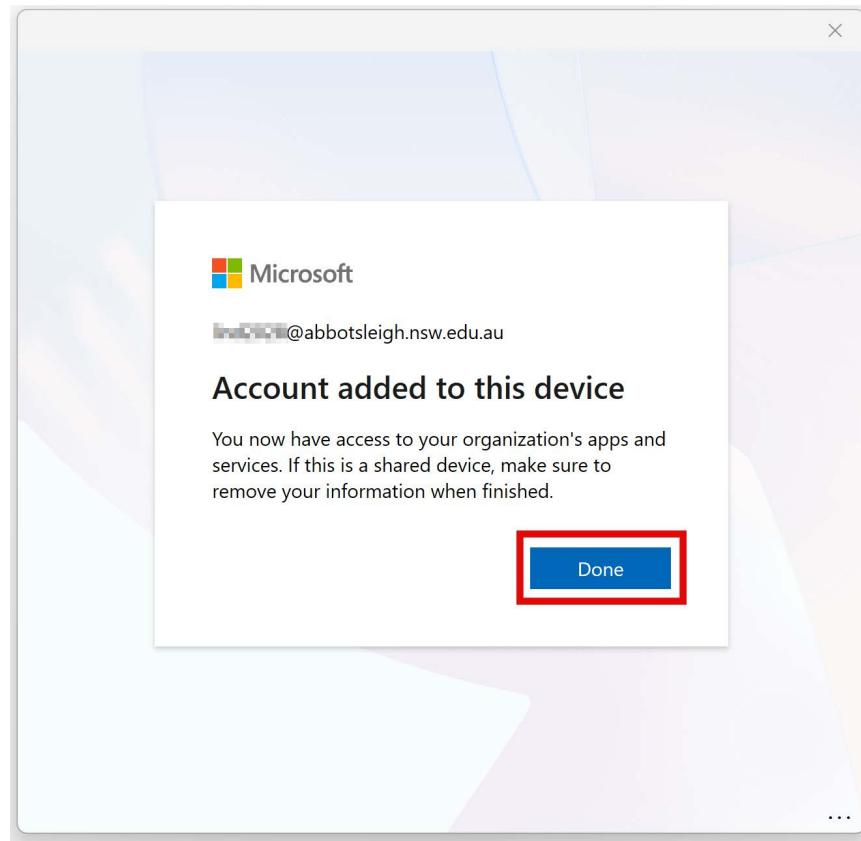 Microsoft
@abbotsleigh.nsw.edu.au
Account added to this device
You now have access to your organization's apps and
services. If this is a shared device, make sure to
remove your information when finished.
Done